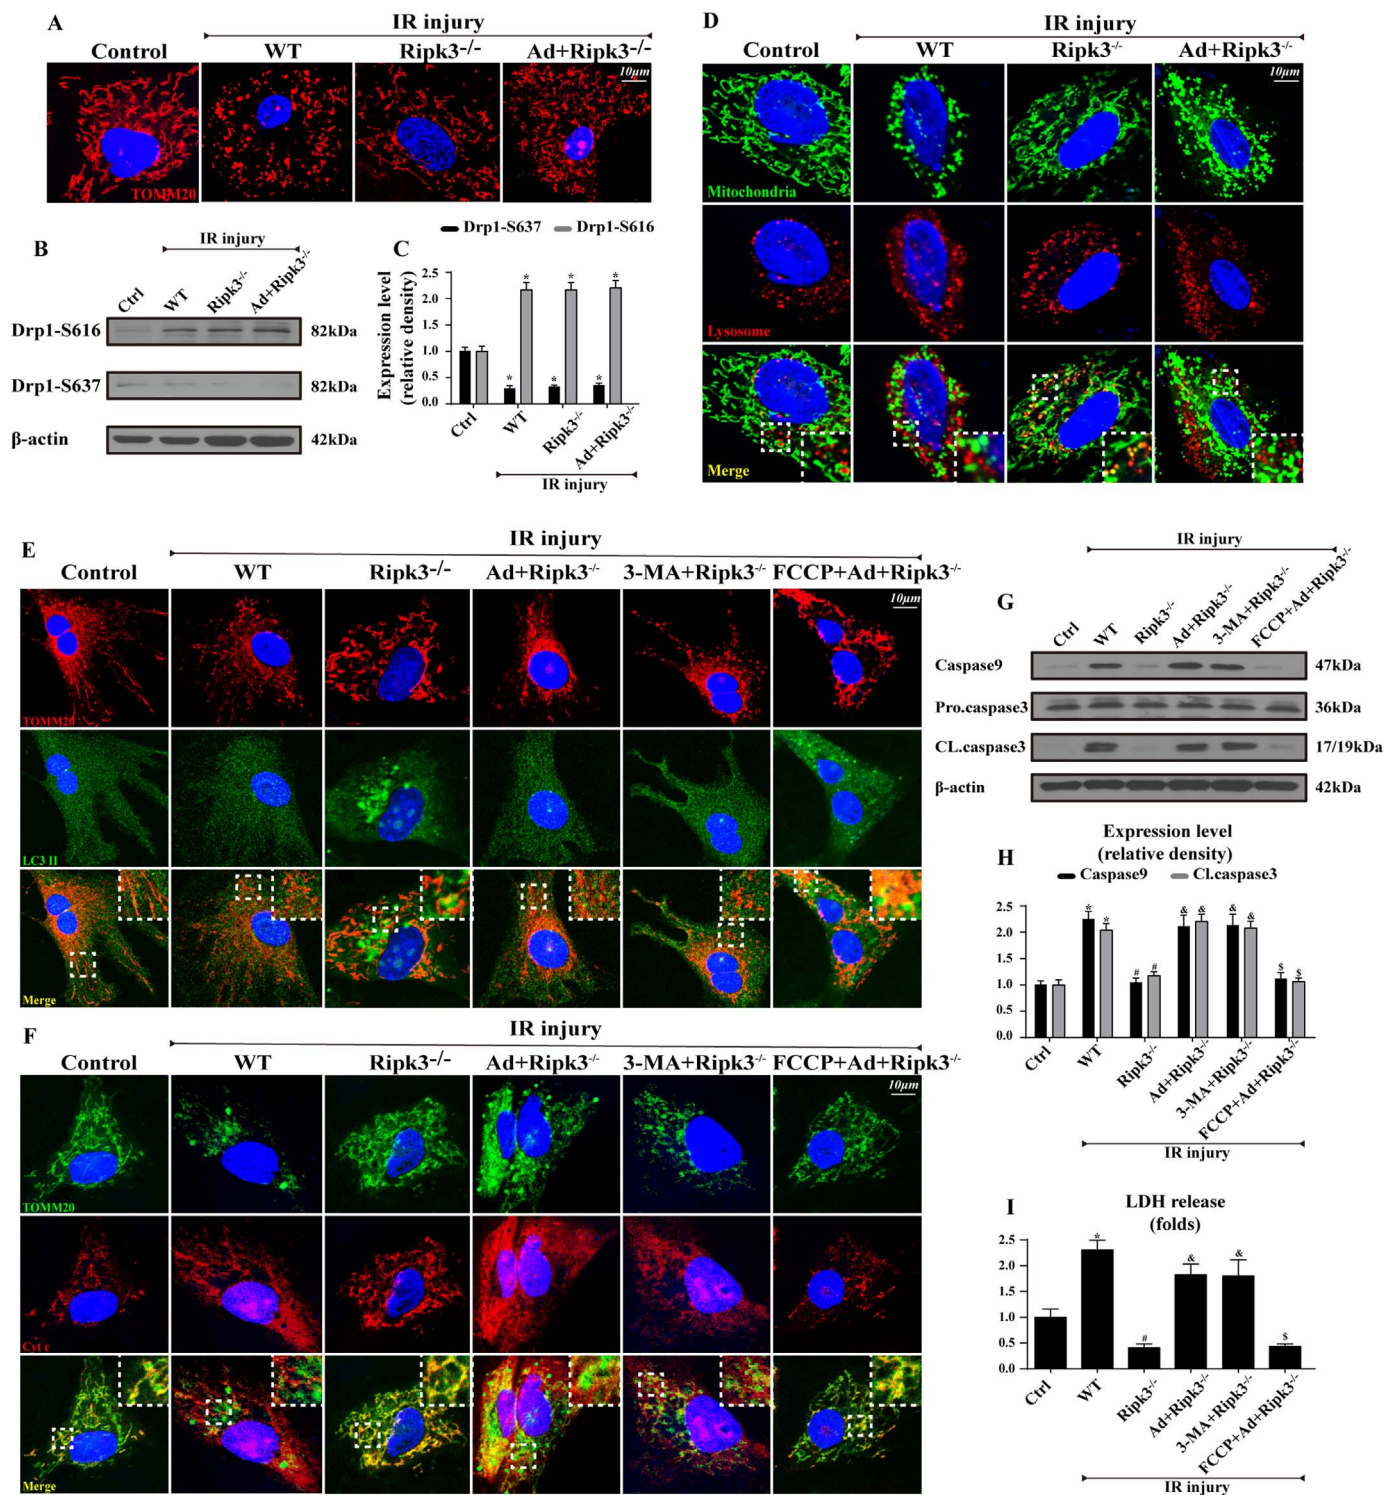 A
IR injury
Control WT Ripk3-/- Ad+Ripk3-/-
10μm
TOMM20
B
IR injury
Ctrl WT Ripk3-/- Ad+Ripk3-/-
Drp1-S616 82kDa
Drp1-S637 82kDa
β-actin 42kDa
C
Drp1-S637 Drp1-S616
Expression level
(relative density)
2.5
2.0
1.5
1.0
0.5
0.0
* * * * * *
Ctrl WT Ripk3-/- Ad+Ripk3-/-
IR injury
D
IR injury
Control WT Ripk3-/- Ad+Ripk3-/-
10μm
Mitochondria
Lysosome
Merge
E
IR injury
Control WT Ripk3-/- Ad+Ripk3-/- 3-MA+Ripk3-/- FCCP+Ad+Ripk3-/-
10μm
TOMM20
LC3 II
Merge
F
IR injury
Control WT Ripk3-/- Ad+Ripk3-/- 3-MA+Ripk3-/- FCCP+Ad+Ripk3-/-
10μm
TOMM20
Cyt c
Merge
G
IR injury
Ctrl WT Ripk3-/- Ad+Ripk3-/- 3-MA+Ripk3-/- FCCP+Ad+Ripk3-/-
Caspase9 47kDa
Pro.caspase3 36kDa
CL.caspase3 17/19kDa
β-actin 42kDa
H
Expression level
(relative density)
Caspase9 Cl.caspase3
2.5
2.0
1.5
1.0
0.5
0.0
* * # # & & & & $ $
Ctrl WT Ripk3-/- Ad+Ripk3-/- 3-MA+Ripk3-/- FCCP+Ad+Ripk3-/-
IR injury
I
LDH release
(folds)
2.5
2.0
1.5
1.0
0.5
0.0
* # & & $
Ctrl WT Ripk3-/- Ad+Ripk3-/- 3-MA+Ripk3-/- FCCP+Ad+Ripk3-/-
IR injury